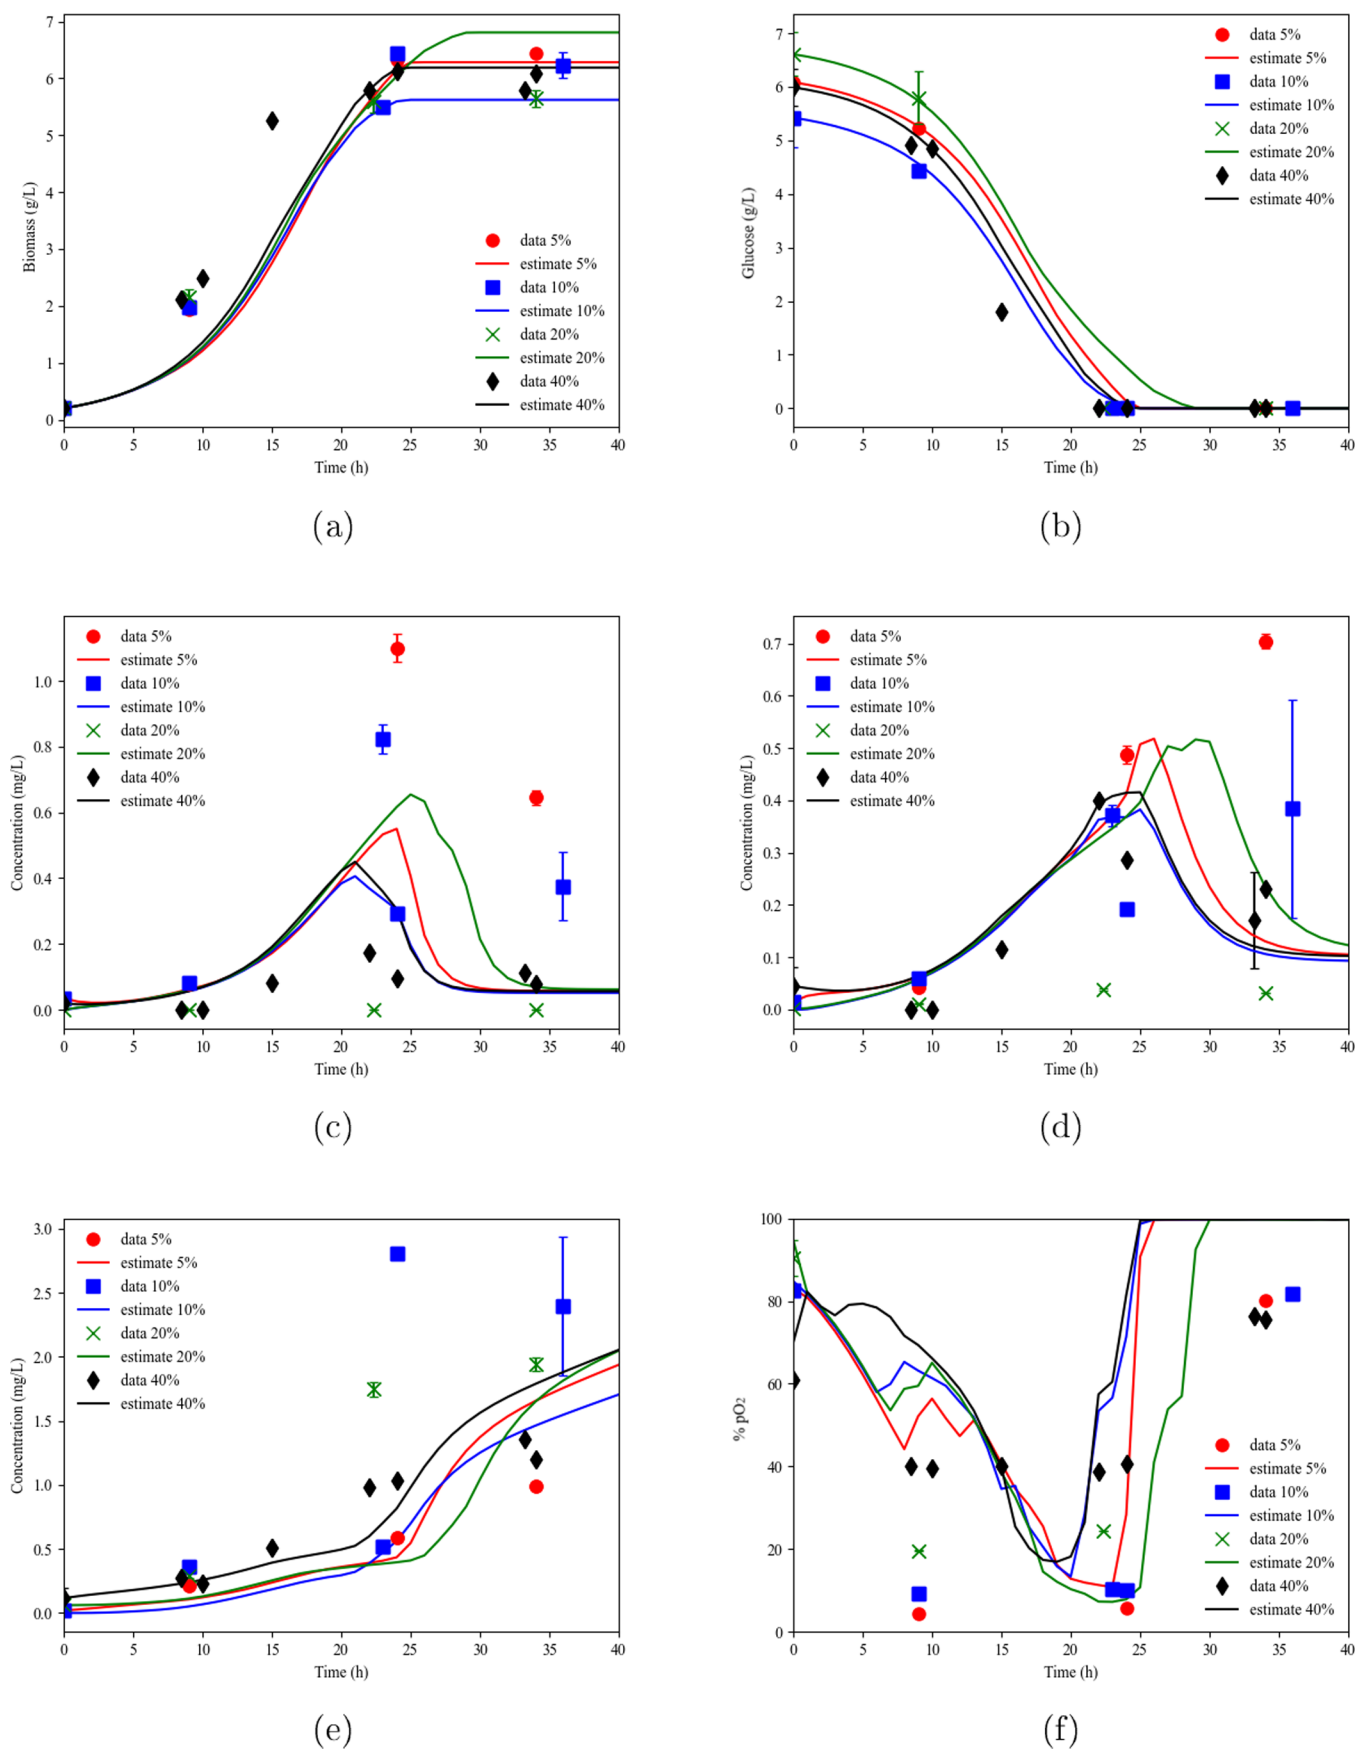 7
6
5
4
3
2
1
0
Biomass (g/L)
data 5%
estimate 5%
data 10%
estimate 10%
data 20%
estimate 20%
data 40%
estimate 40%
0 5 10 15 20 25 30 35 40
Time (h)
(a)
7
6
5
4
3
2
1
0
Glucose (g/L)
data 5%
estimate 5%
data 10%
estimate 10%
data 20%
estimate 20%
data 40%
estimate 40%
0 5 10 15 20 25 30 35 40
Time (h)
(b)
1.0
0.8
0.6
0.4
0.2
0.0
Concentration (mg/L)
data 5%
estimate 5%
data 10%
estimate 10%
data 20%
estimate 20%
data 40%
estimate 40%
0 5 10 15 20 25 30 35 40
Time (h)
(c)
0.7
0.6
0.5
0.4
0.3
0.2
0.1
0.0
Concentration (mg/L)
data 5%
estimate 5%
data 10%
estimate 10%
data 20%
estimate 20%
data 40%
estimate 40%
0 5 10 15 20 25 30 35 40
Time (h)
(d)
3.0
2.5
2.0
1.5
1.0
0.5
0.0
Concentration (mg/L)
data 5%
estimate 5%
data 10%
estimate 10%
data 20%
estimate 20%
data 40%
estimate 40%
0 5 10 15 20 25 30 35 40
Time (h)
(e)
100
80
60
40
20
0
% pO2
data 5%
estimate 5%
data 10%
estimate 10%
data 20%
estimate 20%
data 40%
estimate 40%
0 5 10 15 20 25 30 35 40
Time (h)
(f)